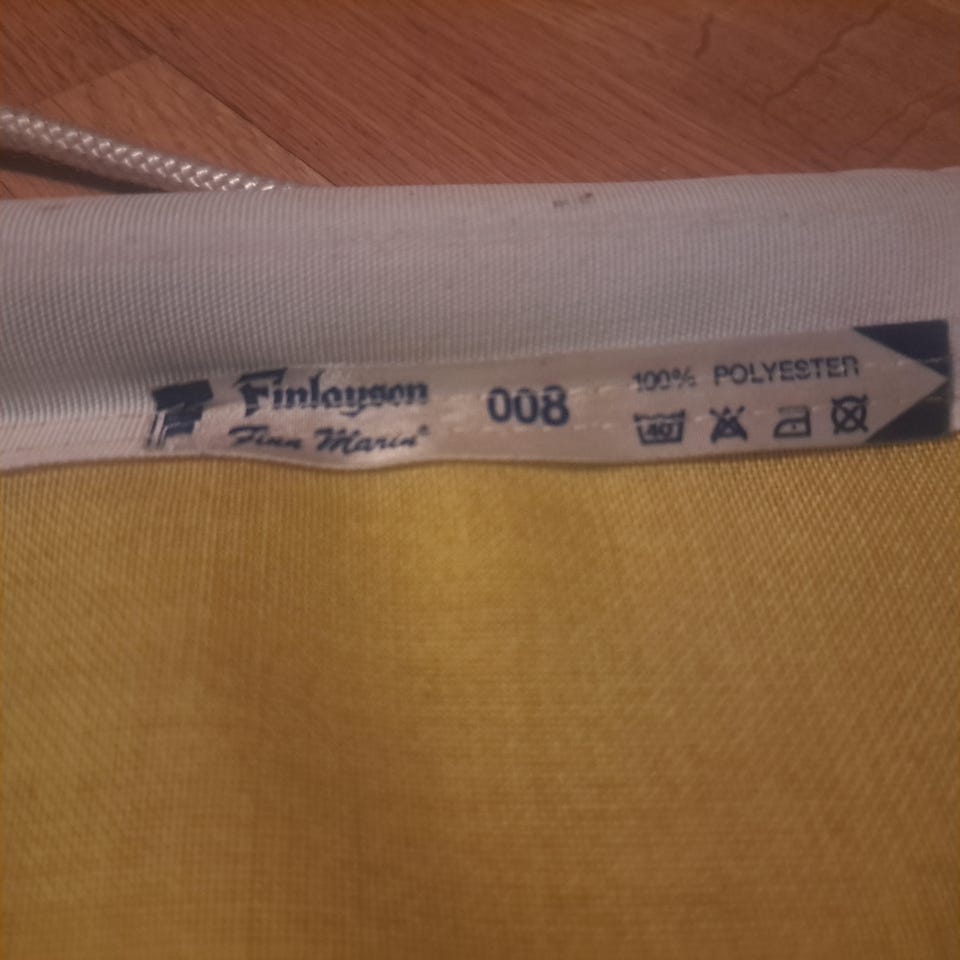 Finlayson
Finn Marin®
008
100% POLYESTER
40